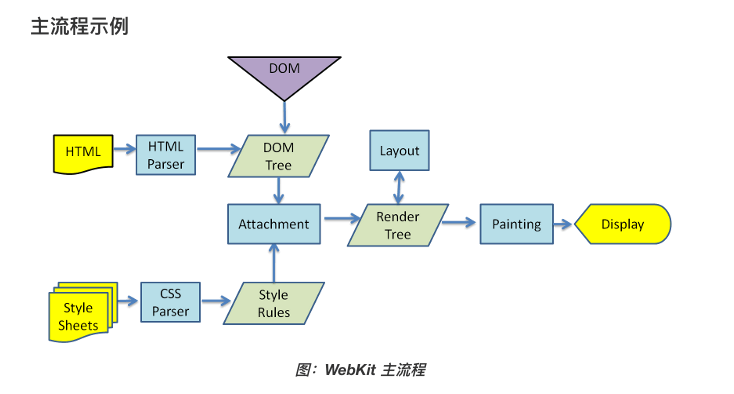 主流程示例
DOM
HTML
HTML
Parser
DOM
Tree
Layout
Attachment
Render
Tree
Painting
Display
Style
Sheets
CSS
Parser
Style
Rules
图：WebKit 主流程